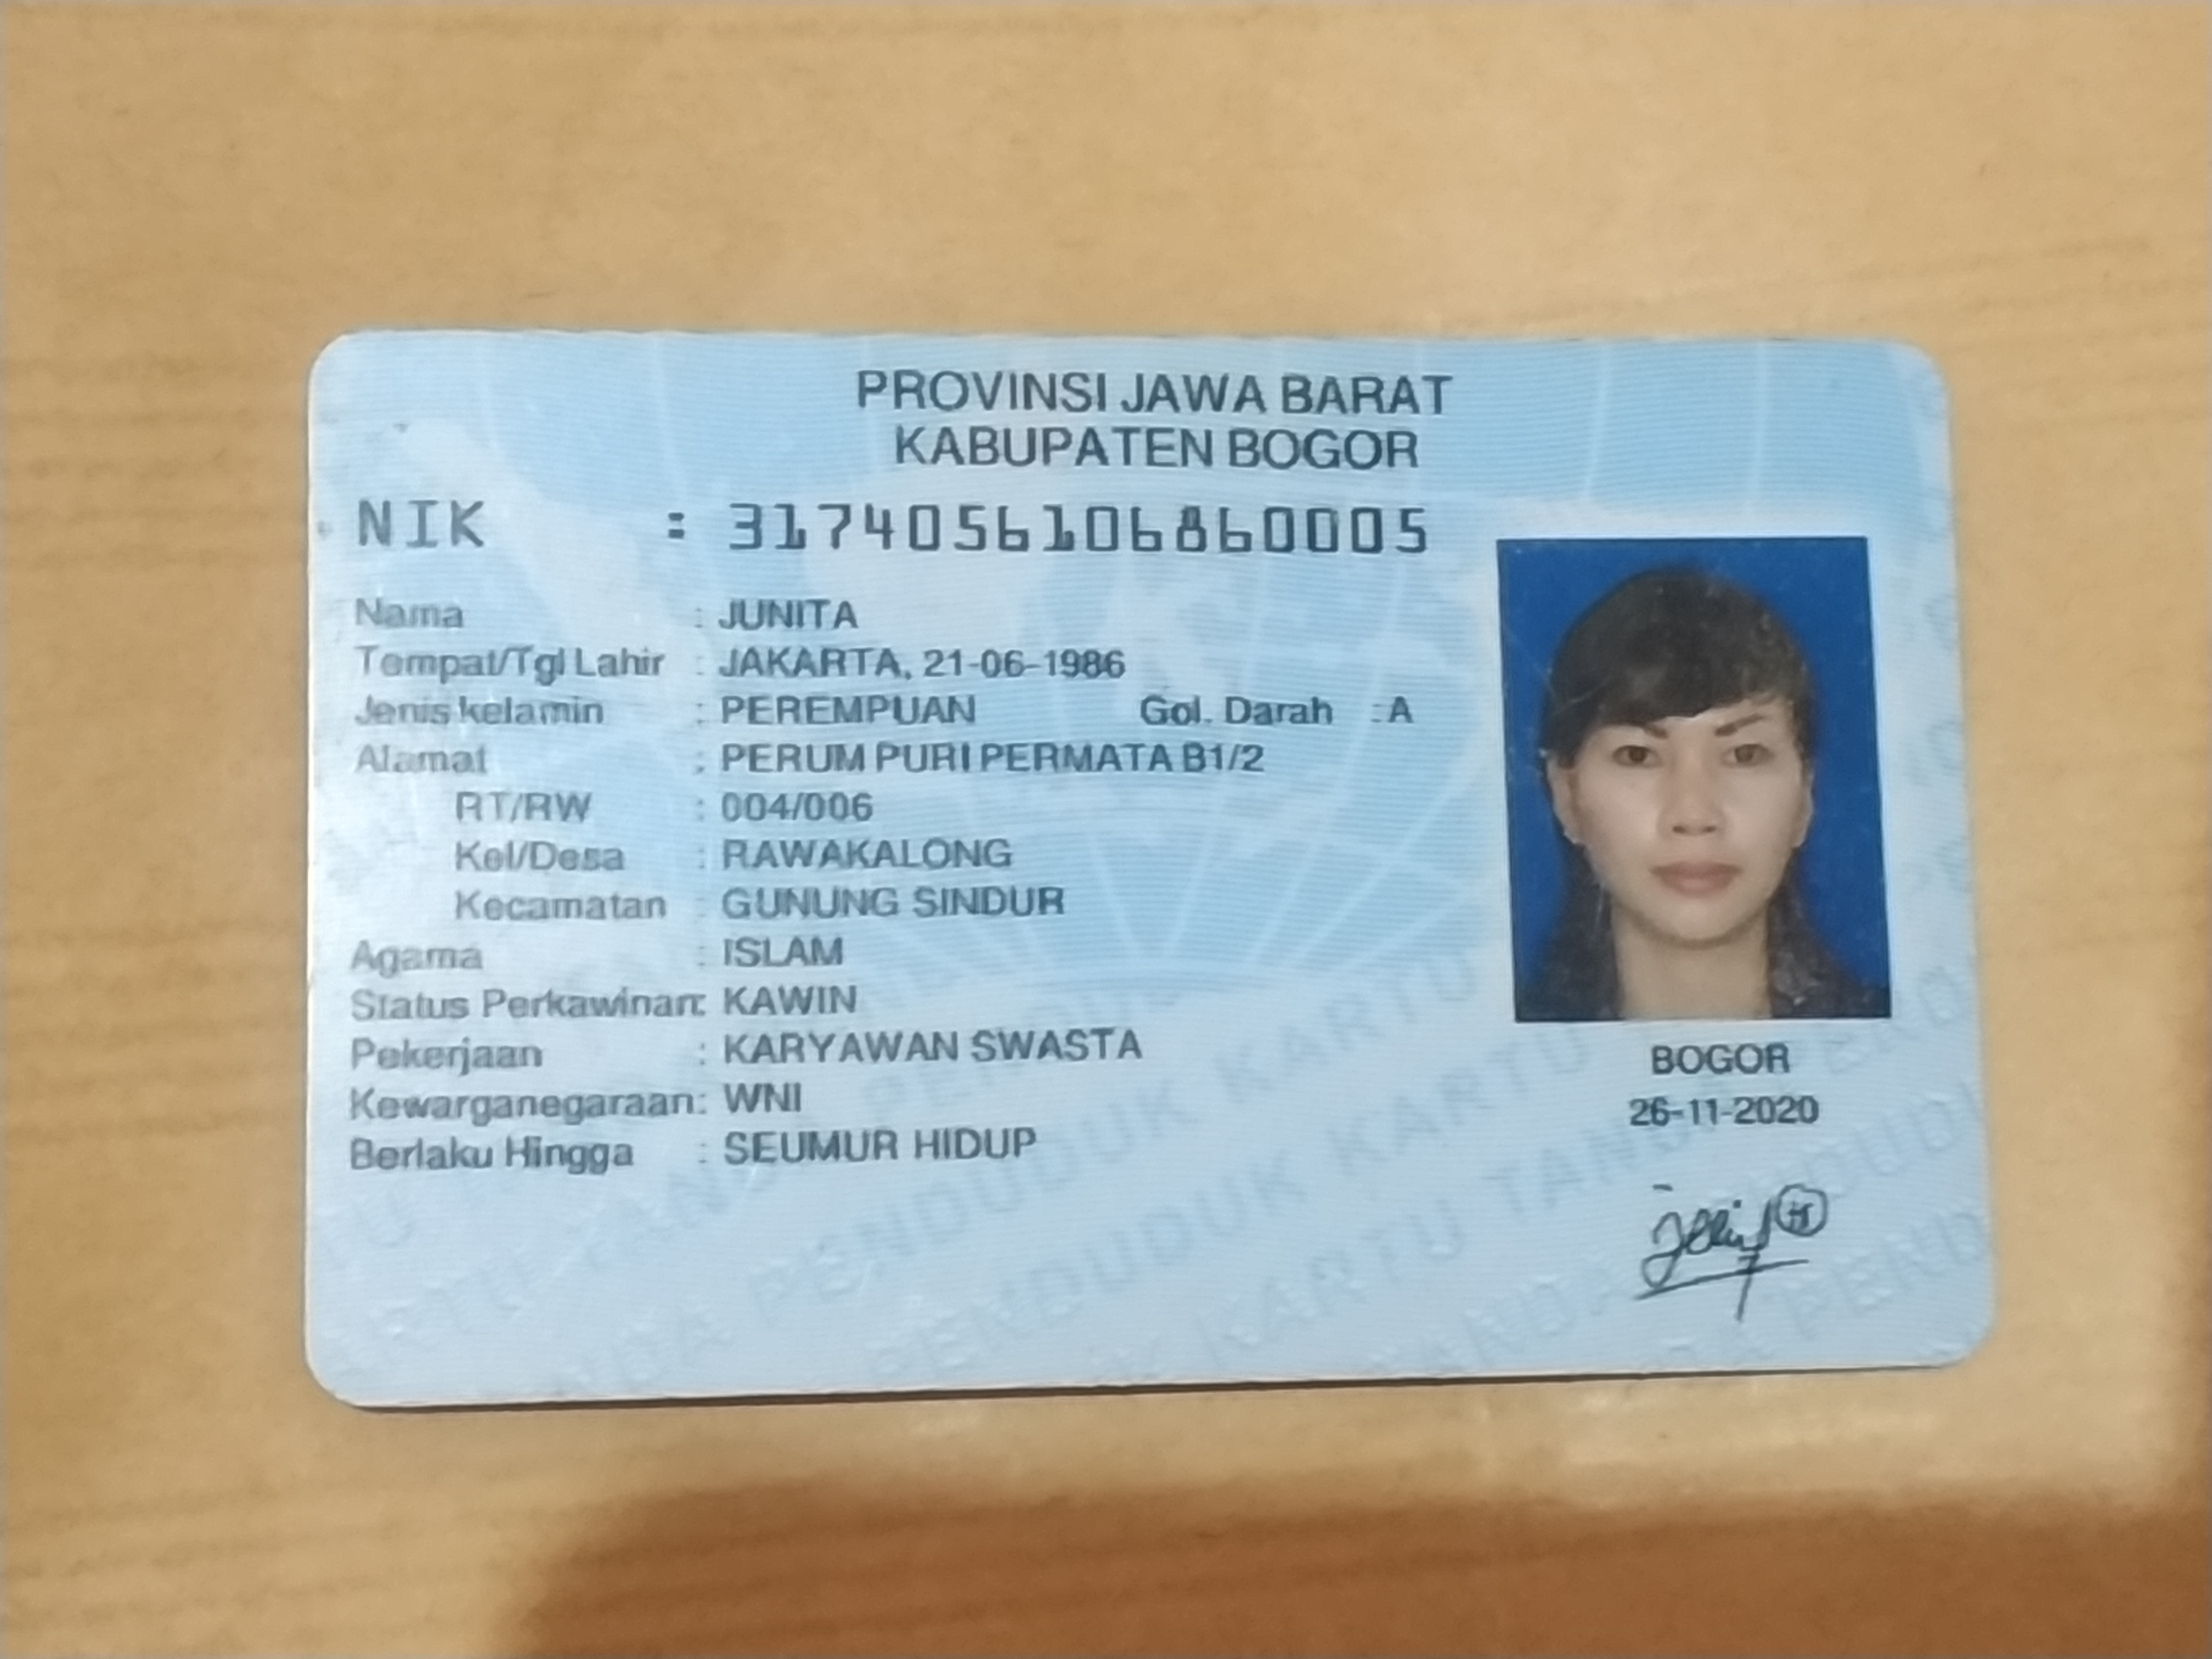 PROVINSI JAWA BARAT
KABUPATEN BOGOR
NIK : 3174056106860005
Nama : JUNITA
Tempat/Tgl Lahir : JAKARTA, 21-06-1986
Jenis kelamin : PEREMPUAN Gol. Darah : A
Alamat : PERUM PURI PERMATA B1/2
RT/RW : 004/006
Kel/Desa : RAWAKALONG
Kecamatan : GUNUNG SINDUR
Agama : ISLAM
Status Perkawinan: KAWIN
Pekerjaan : KARYAWAN SWASTA
Kewarganegaraan: WNI
Berlaku Hingga : SEUMUR HIDUP
BOGOR
26-11-2020